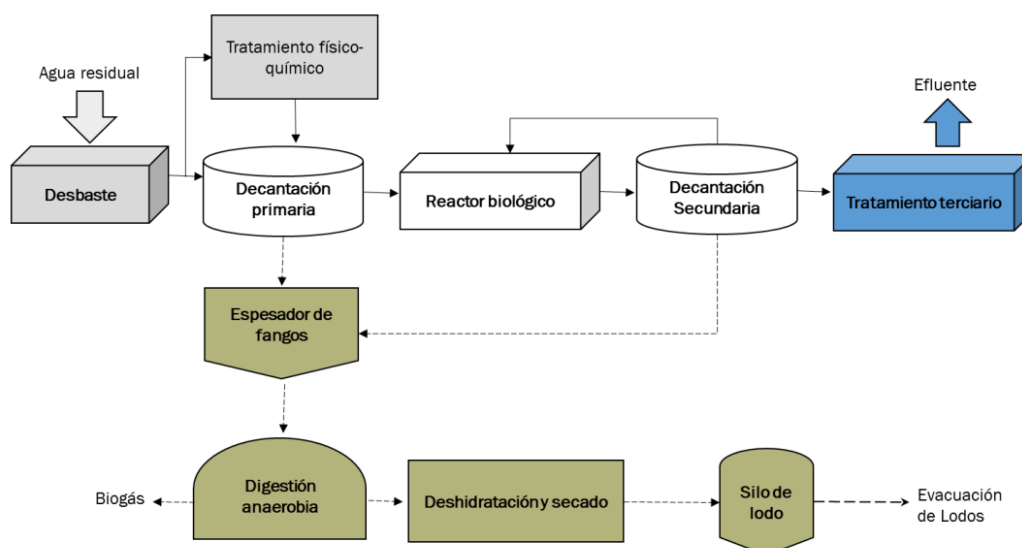 Tratamiento físico-
químico
Agua residual
Efluente
Desbaste
Decantación
primaria
Reactor biológico
Decantación
Secundaria
Tratamiento terciario
Espesador de
fangos
Biogás
Digestión
anaerobia
Deshidratación y secado
Silo de
lodo
Evacuación
de Lodos